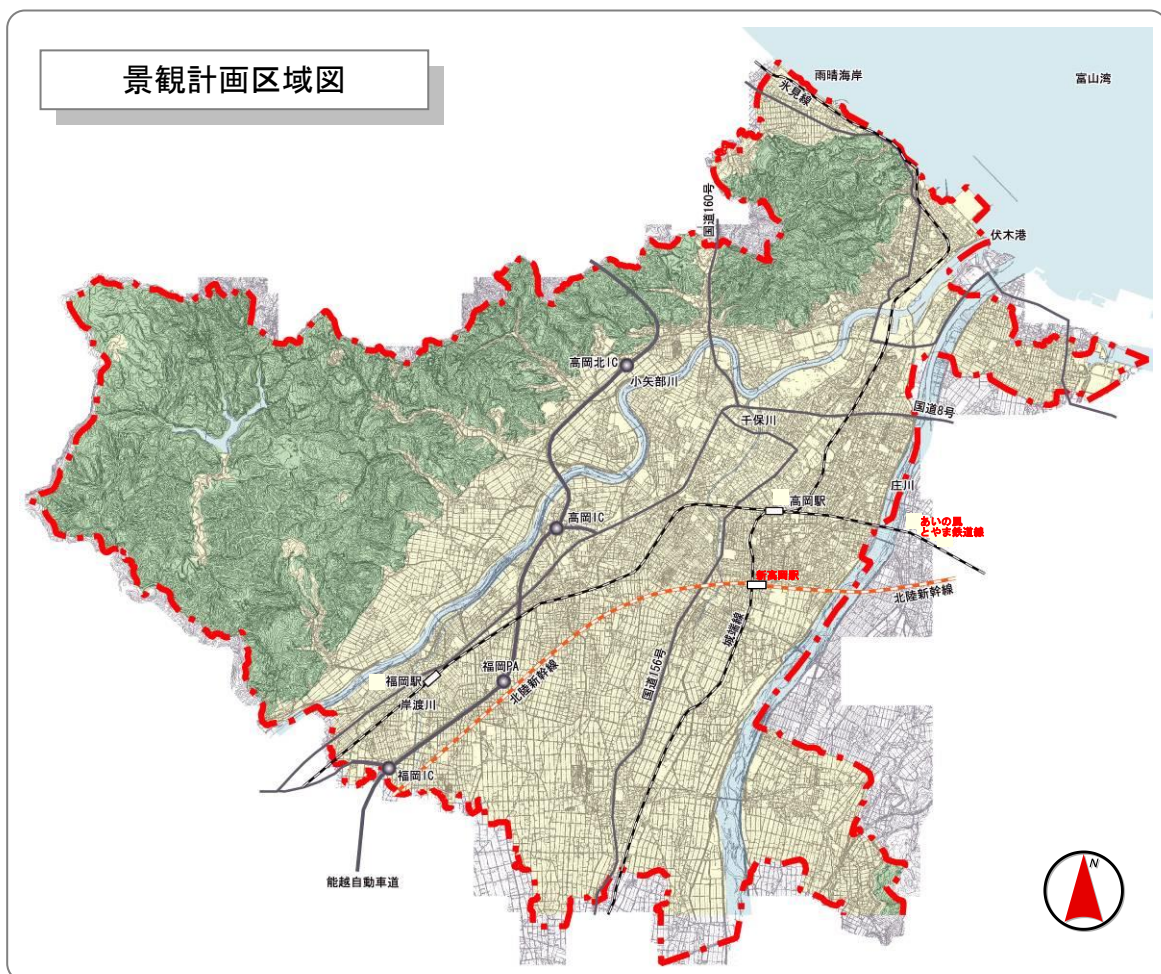 景観計画区域図
雨晴海岸
富山湾
氷見線
国道160号
伏木港
高岡北IC
小矢部川
国道8号
千保川
庄川
高岡駅
高岡IC
あいの風
とやま鉄道線
新高岡駅
北陸新幹線
城端線
福岡PA
福岡駅
北陸新幹線
国道156号
岸渡川
福岡IC
能越自動車道
N